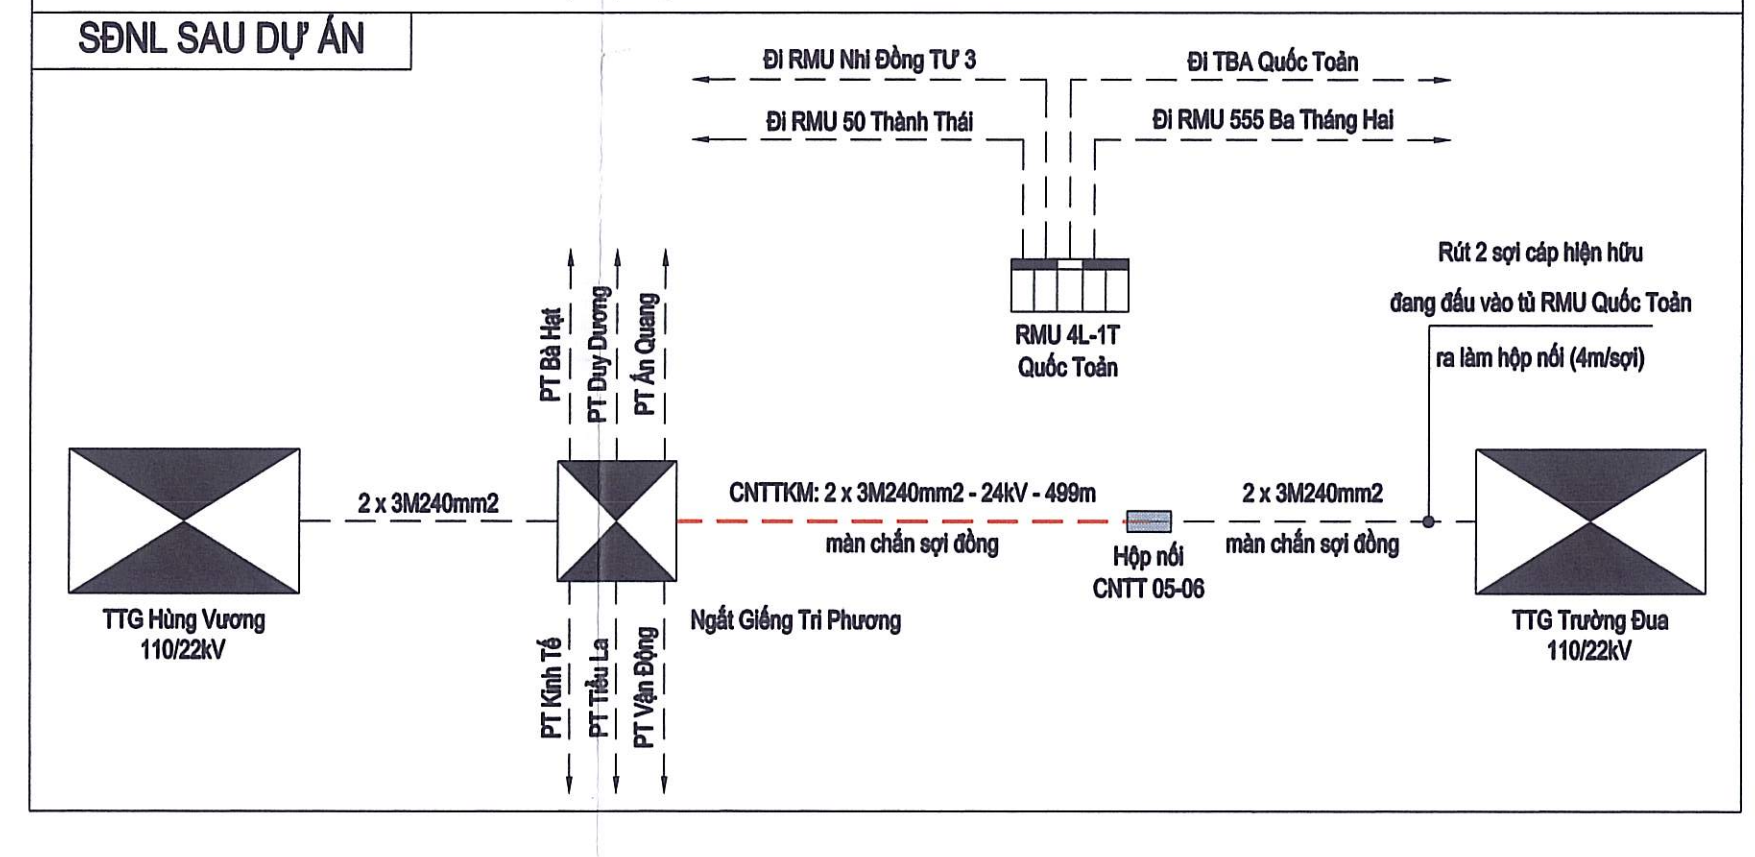 SĐNL SAU DỰ ÁN
Đi RMU Nhi Đồng TƯ 3
Đi TBA Quốc Toản
Đi RMU 50 Thành Thái
Đi RMU 555 Ba Tháng Hai
RMU 4L-1T
Quốc Toản
Rút 2 sợi cáp hiện hữu
đang đấu vào tủ RMU Quốc Toản
ra làm hộp nối (4m/sợi)
PT Bà Hạt
PT Duy Dương
PT Ấn Quang
2 x 3M240mm2
CNTTKM: 2 x 3M240mm2 - 24kV - 499m
màn chắn sợi đồng
2 x 3M240mm2
màn chắn sợi đồng
Hộp nối
CNTT 05-06
TTG Hùng Vương
110/22kV
Ngắt Giếng Tri Phương
TTG Trường Đua
110/22kV
PT Kinh Tế
PT Tiểu La
PT Vận Động